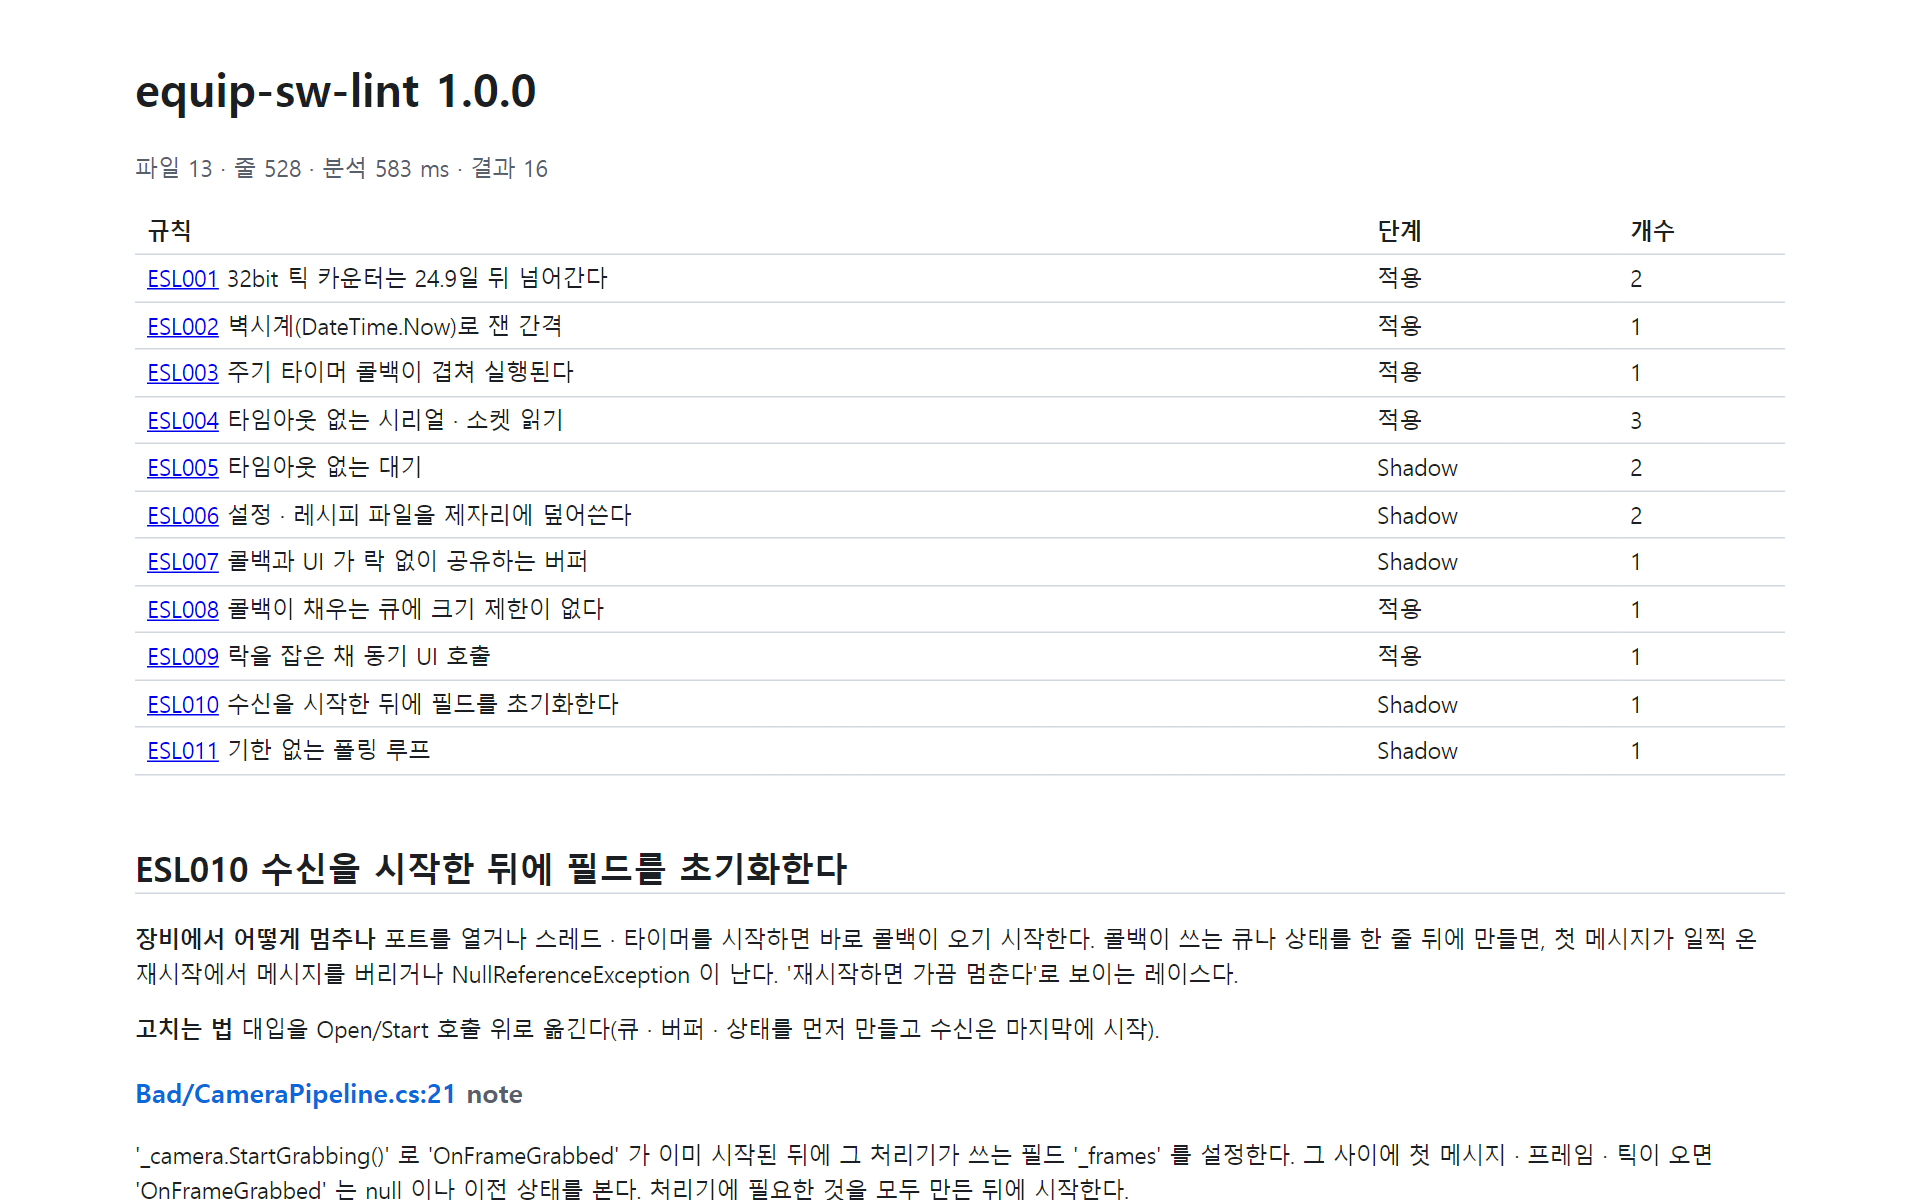 equip-sw-lint 1.0.0
파일 13 · 줄 528 · 분석 583 ms · 결과 16
규칙 단계 개수
ESL001 32bit 틱 카운터는 24.9일 뒤 넘어간다 적용 2
ESL002 벽시계(DateTime.Now)로 잰 간격 적용 1
ESL003 주기 타이머 콜백이 겹쳐 실행된다 적용 1
ESL004 타임아웃 없는 시리얼 · 소켓 읽기 적용 3
ESL005 타임아웃 없는 대기 Shadow 2
ESL006 설정 · 레시피 파일을 제자리에 덮어쓴다 Shadow 2
ESL007 콜백과 UI 가 락 없이 공유하는 버퍼 Shadow 1
ESL008 콜백이 채우는 큐에 크기 제한이 없다 적용 1
ESL009 락을 잡은 채 동기 UI 호출 적용 1
ESL010 수신을 시작한 뒤에 필드를 초기화한다 Shadow 1
ESL011 기한 없는 폴링 루프 Shadow 1
ESL010 수신을 시작한 뒤에 필드를 초기화한다
장비에서 어떻게 멈추나 포트를 열거나 스레드 · 타이머를 시작하면 바로 콜백이 오기 시작한다. 콜백이 쓰는 큐나 상태를 한 줄 뒤에 만들면, 첫 메시지가 일찍 온
재시작에서 메시지를 버리거나 NullReferenceException 이 난다. '재시작하면 가끔 멈춘다'로 보이는 레이스다.
고치는 법 대입을 Open/Start 호출 위로 옮긴다(큐 · 버퍼 · 상태를 먼저 만들고 수신은 마지막에 시작).
Bad/CameraPipeline.cs:21 note
'_camera.StartGrabbing()' 로 'OnFrameGrabbed' 가 이미 시작된 뒤에 그 처리기가 쓰는 필드 '_frames' 를 설정한다. 그 사이에 첫 메시지 · 프레임 · 틱이 오면
'OnFrameGrabbed' 는 null 이나 이전 상태를 본다. 처리기에 필요한 것을 모두 만든 뒤에 시작한다.